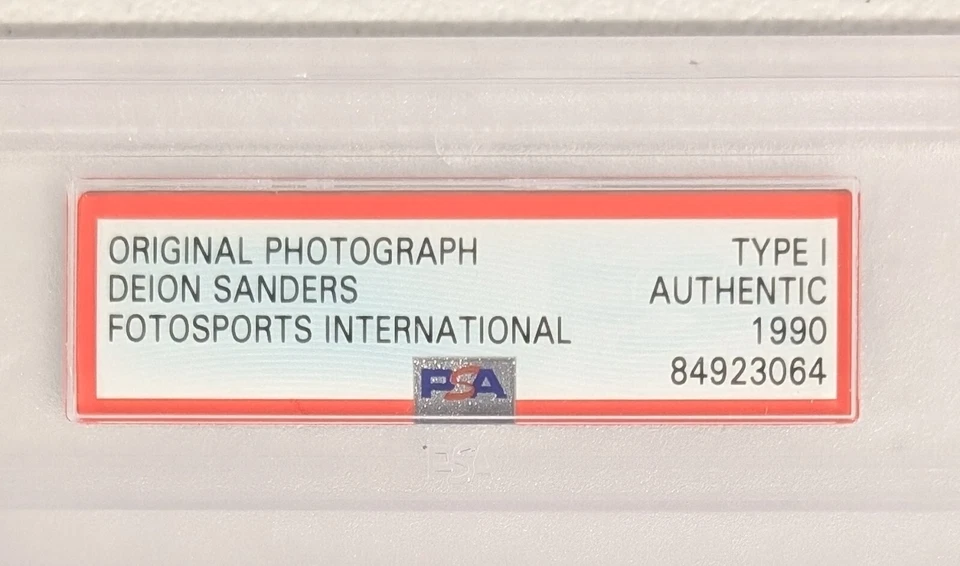 ORIGINAL PHOTOGRAPH TYPE I
DEION SANDERS AUTHENTIC
FOTOSPORTS INTERNATIONAL 1990
84923064
PSA